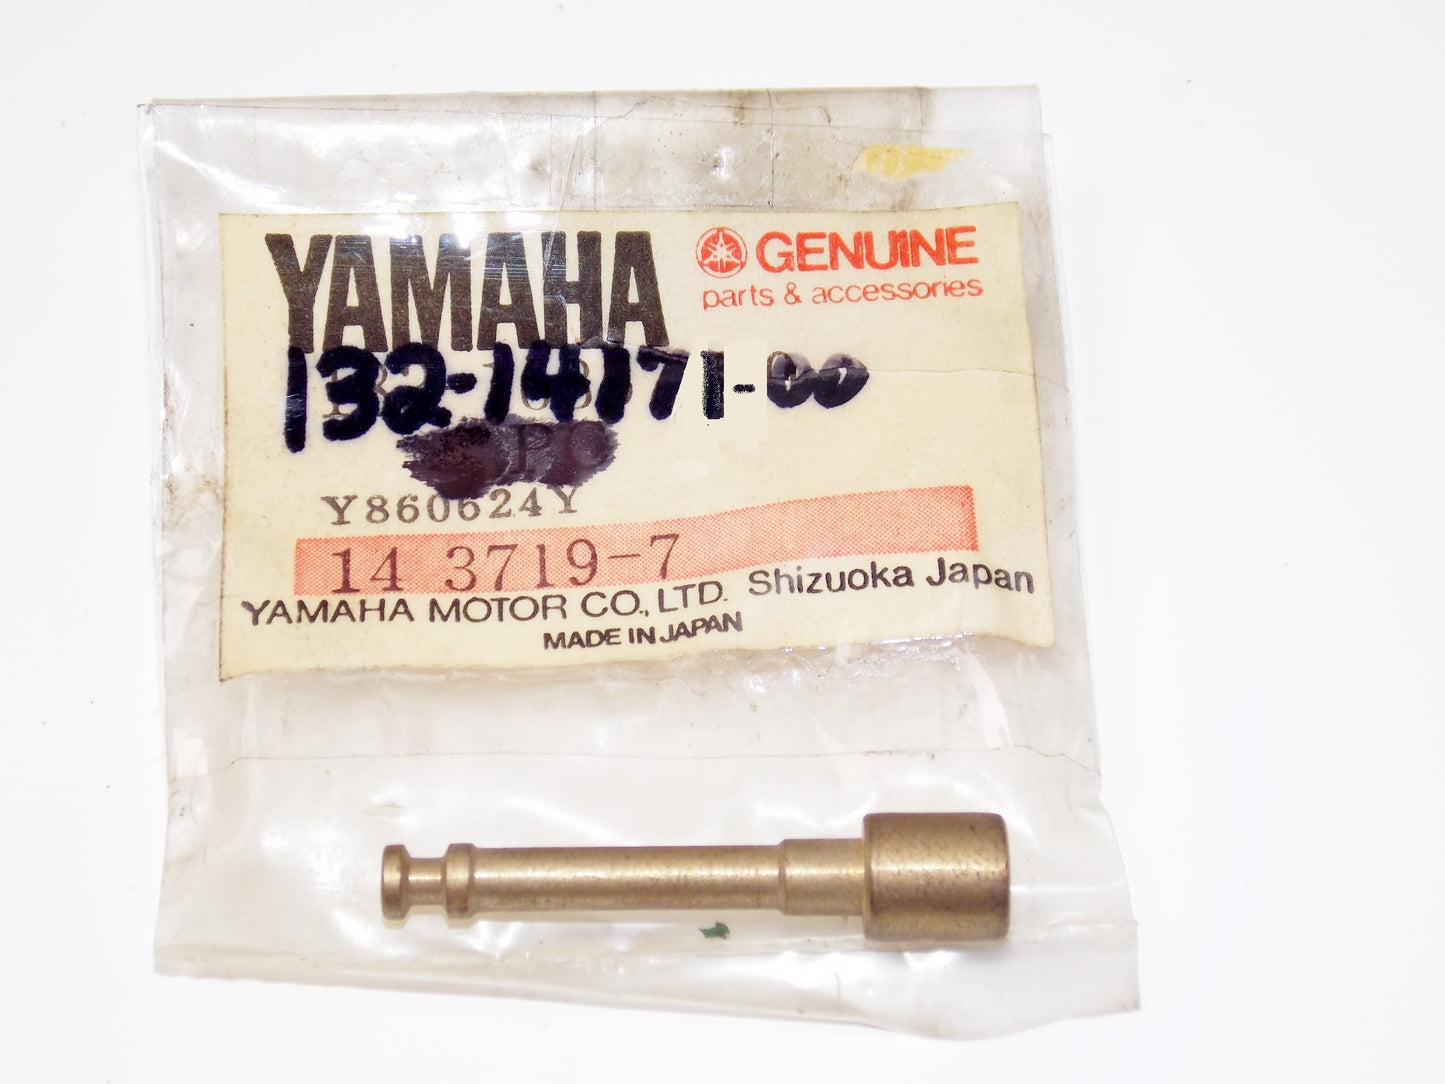 YAMAHA
GENUINE
parts & accessories
132-14171-00
PC
Y860624Y
14 3719-7
YAMAHA MOTOR CO., LTD. Shizuoka Japan
MADE IN JAPAN